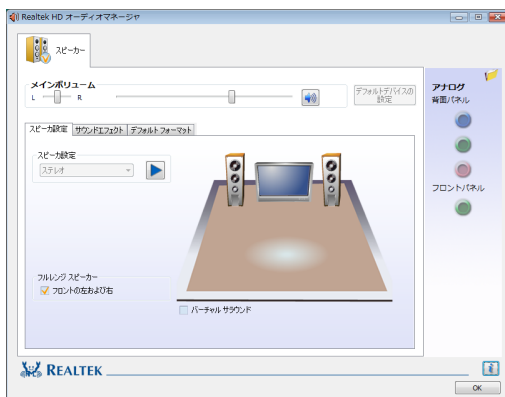 Realtek HD オーディオマネージャ
スピーカー
メインボリューム
L
R
デフォルトデバイスの
設定
スピーカ設定
サウンドエフェクト
デフォルト フォーマット
スピーカ設定
ステレオ
フルレンジ スピーカー
フロントの左および右
バーチャル サラウンド
アナログ
背面パネル
フロントパネル
REALTEK
OK